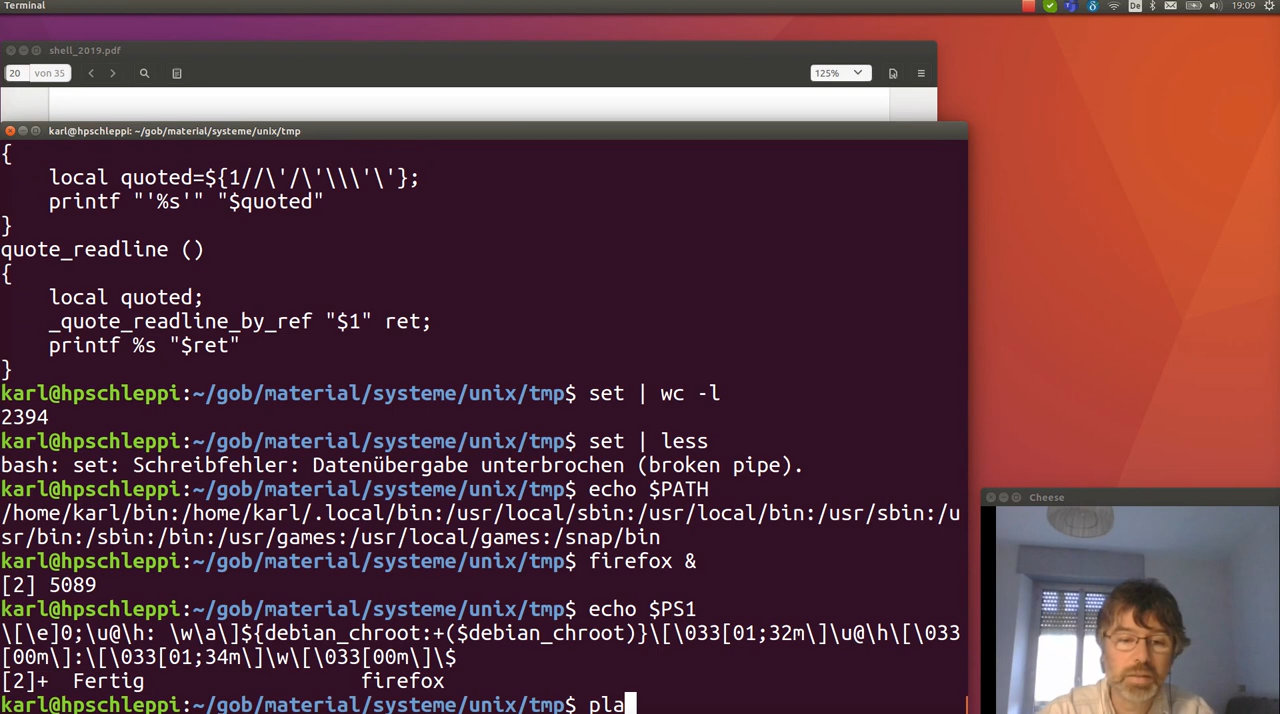 Terminal
De
19:09
shell_2019.pdf
20 von 35
125%
karl@hpschleppi: ~/gob/material/systeme/unix/tmp
{
    local quoted=${1//\'/\'\\\'\'};
    printf "'%s'" "$quoted"
}
quote_readline ()
{
    local quoted;
    _quote_readline_by_ref "$1" ret;
    printf %s "$ret"
}
karl@hpschleppi:~/gob/material/systeme/unix/tmp$ set | wc -l
2394
karl@hpschleppi:~/gob/material/systeme/unix/tmp$ set | less
bash: set: Schreibfehler: Datenübergabe unterbrochen (broken pipe).
karl@hpschleppi:~/gob/material/systeme/unix/tmp$ echo $PATH
/home/karl/bin:/home/karl/.local/bin:/usr/local/sbin:/usr/local/bin:/usr/sbin:/u
sr/bin:/sbin:/bin:/usr/games:/usr/local/games:/snap/bin
karl@hpschleppi:~/gob/material/systeme/unix/tmp$ firefox &
[2] 5089
karl@hpschleppi:~/gob/material/systeme/unix/tmp$ echo $PS1
\[\e]0;\u@\h: \w\a\]${debian_chroot:+($debian_chroot)}\[\033[01;32m\]\u@\h\[\033
[00m\]:\[\033[01;34m\]\w\[\033[00m\]\$
[2]+  Fertig                  firefox
karl@hpschleppi:~/gob/material/systeme/unix/tmp$ pla
Cheese